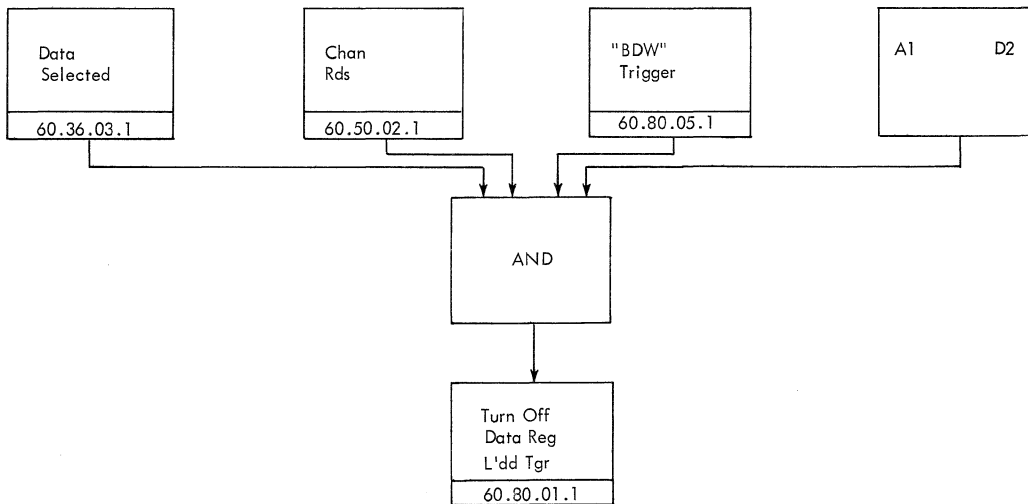 Data
Selected
60.36.03.1
Chan
Rds
60.50.02.1
"BDW"
Trigger
60.80.05.1
A1 D2
AND
Turn Off
Data Reg
L'dd Tgr
60.80.01.1